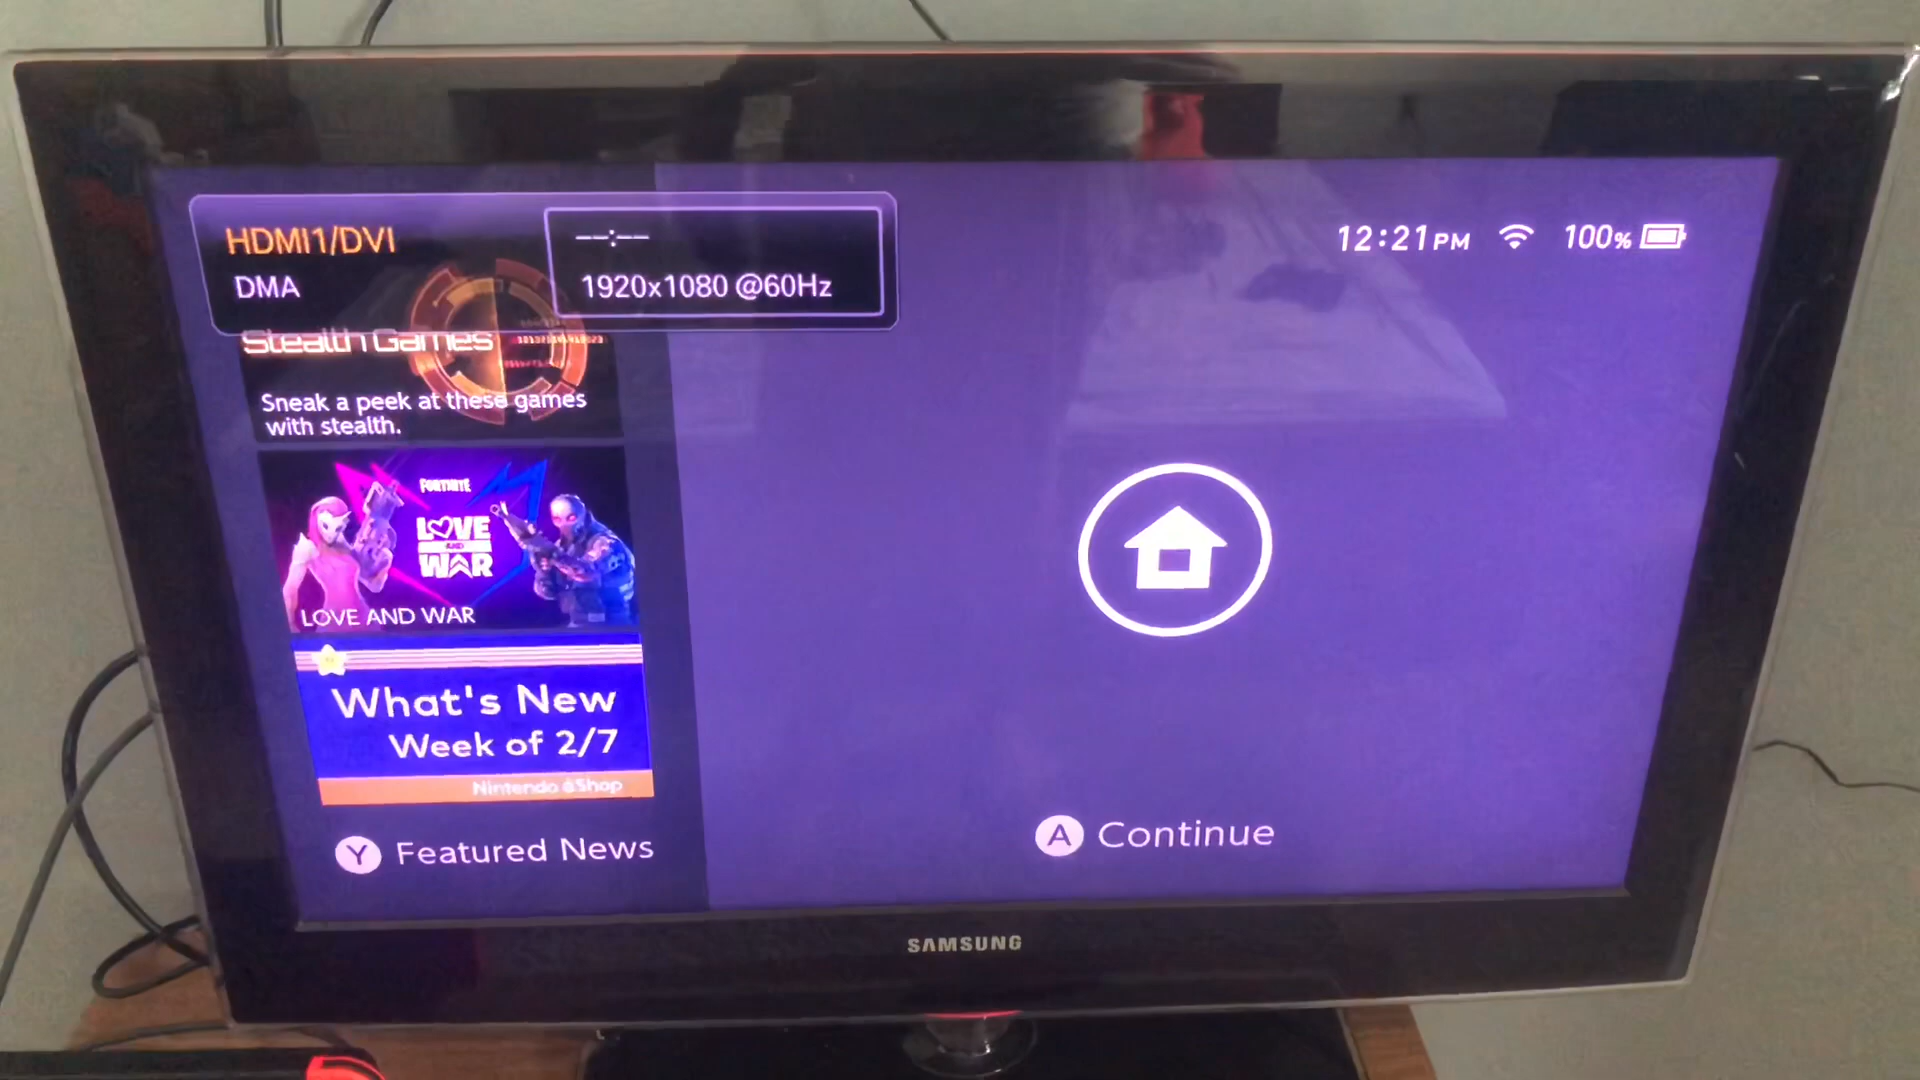 HDMI1/DVI
--:--
DMA
1920x1080 @60Hz
12:21PM
100%
Stealth Games
Sneak a peek at these games
with stealth.
FORTNITE
LOVE
AND
WAR
LOVE AND WAR
What's New
Week of 2/7
Nintendo eShop
Y Featured News
A Continue
SAMSUNG